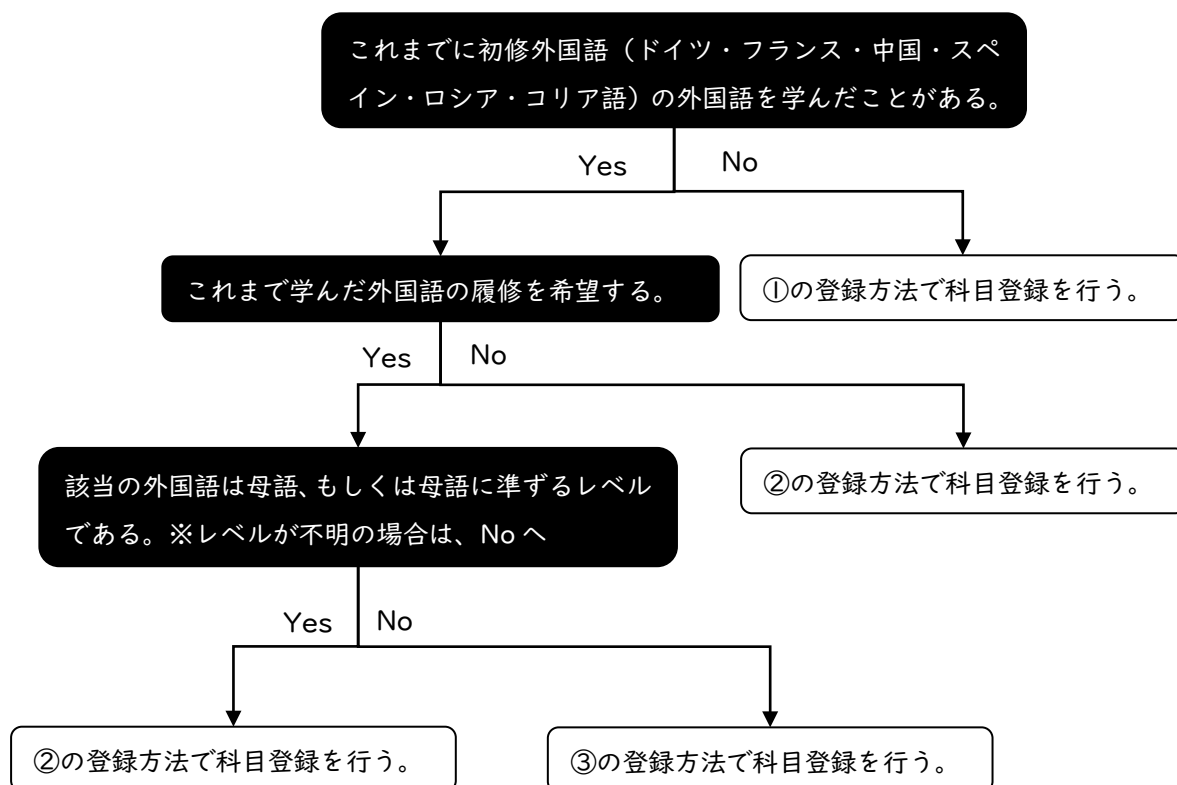 これまでに初修外国語（ドイツ・フランス・中国・スペ
イン・ロシア・コリア語）の外国語を学んだことがある。
Yes
No
これまで学んだ外国語の履修を希望する。
①の登録方法で科目登録を行う。
Yes
No
該当の外国語は母語、もしくは母語に準ずるレベル
である。※レベルが不明の場合は、No へ
②の登録方法で科目登録を行う。
Yes
No
②の登録方法で科目登録を行う。
③の登録方法で科目登録を行う。